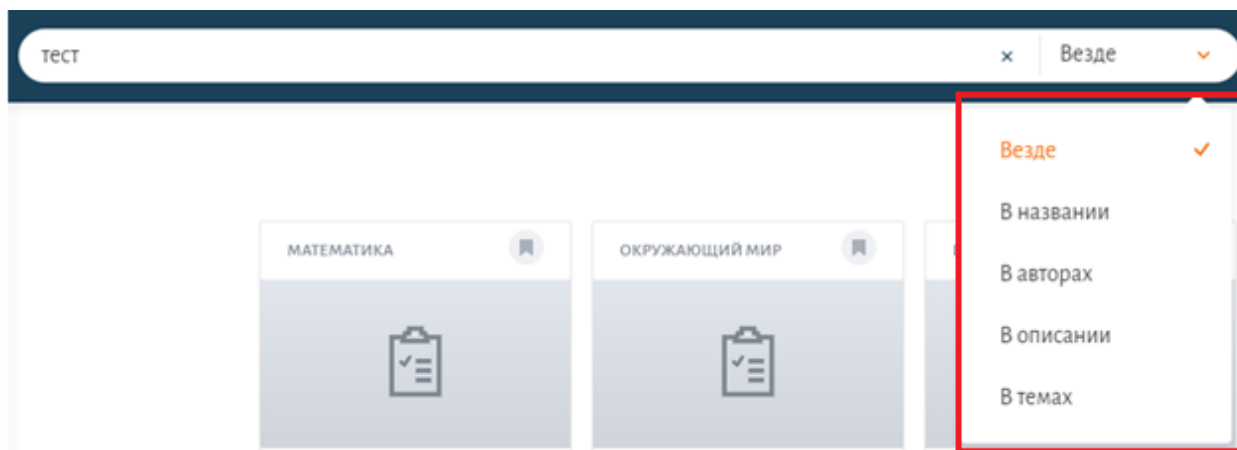 тест
× Везде
Везде
В названии
МАТЕМАТИКА
ОКРУЖАЮЩИЙ МИР
В авторах
В описании
В темах